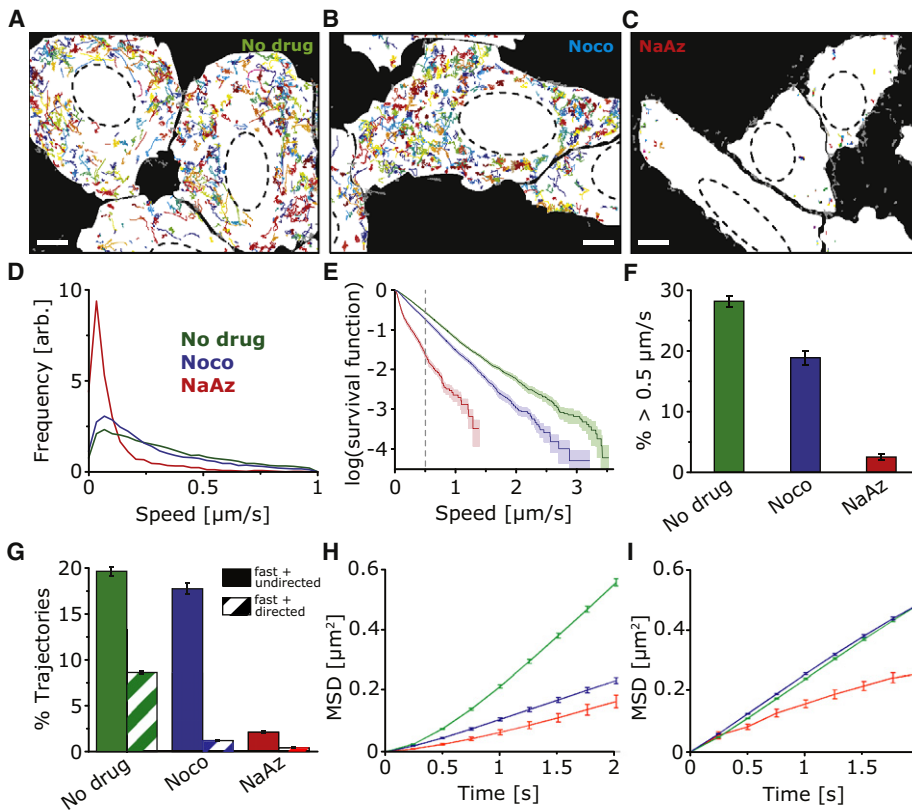 A
B
C
No drug
Noco
NaAz
D
E
F
10
5
0
Frequency [arb.]
0
0.5
1
Speed [µm/s]
No drug
Noco
NaAz
0
-1
-2
-3
-4
log(survival function)
0
1
2
3
Speed [µm/s]
30
20
10
0
% > 0.5 µm/s
No drug
Noco
NaAz
G
H
I
20
15
10
5
0
% Trajectories
No drug
Noco
NaAz
fast +
undirected
fast +
directed
0.6
0.4
0.2
0
MSD [µm²]
0
0.5
1
1.5
2
Time [s]
0.6
0.4
0.2
0
MSD [µm²]
0
0.5
1
1.5
Time [s]